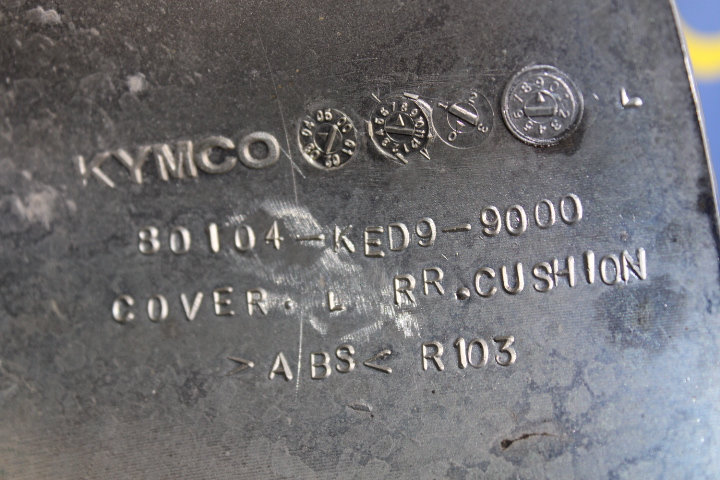 KYMCO L
80104-KED9-9000
COVER. L RR.CUSHION
>ABS< R103